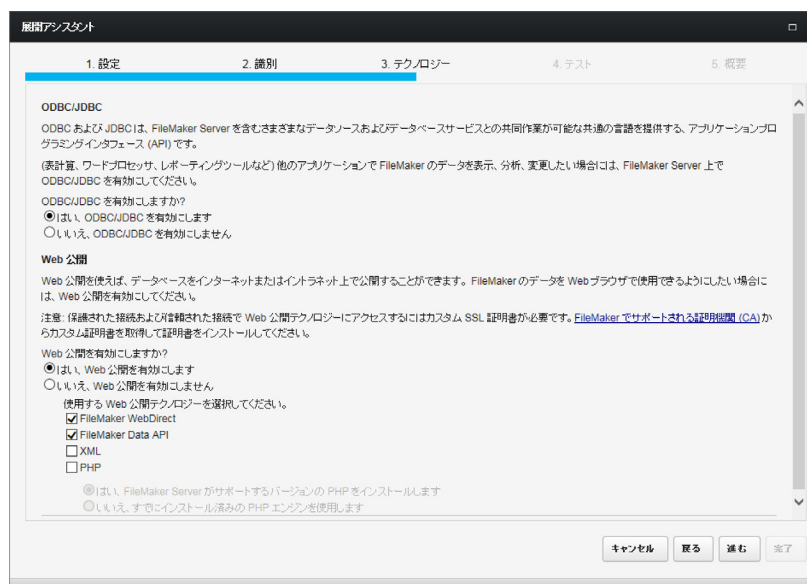 展開アシスタント
1. 設定 2. 識別 3. テクノロジー 4. テスト 5. 概要
ODBC/JDBC
ODBC および JDBC は、FileMaker Server を含むさまざまなデータソースおよびデータベースサービスとの共同作業が可能な共通の言語を提供する、アプリケーションプロ
グラミングインタフェース (API) です。
(表計算、ワードプロセッサ、レポーティングツールなど) 他のアプリケーションで FileMaker のデータを表示、分析、変更したい場合には、FileMaker Server 上で
ODBC/JDBC を有効にしてください。
ODBC/JDBC を有効にしますか?
はい、ODBC/JDBC を有効にします
いいえ、ODBC/JDBC を有効にしません
Web 公開
Web 公開を使えば、データベースをインターネットまたはイントラネット上で公開することができます。FileMaker のデータを Web ブラウザで使用できるようにしたい場合に
は、Web 公開を有効にしてください。
注意: 保護された接続および信頼された接続で Web 公開テクノロジーにアクセスするにはカスタム SSL 証明書が必要です。FileMaker でサポートされる証明機関 (CA) か
らカスタム証明書を取得して証明書をインストールしてください。
Web 公開を有効にしますか?
はい、Web 公開を有効にします
いいえ、Web 公開を有効にしません
使用する Web 公開テクノロジーを選択してください。
FileMaker WebDirect
FileMaker Data API
XML
PHP
はい、FileMaker Server がサポートするバージョンの PHP をインストールします
いいえ、すでにインストール済みの PHP エンジンを使用します
キャンセル 戻る 進む 完了